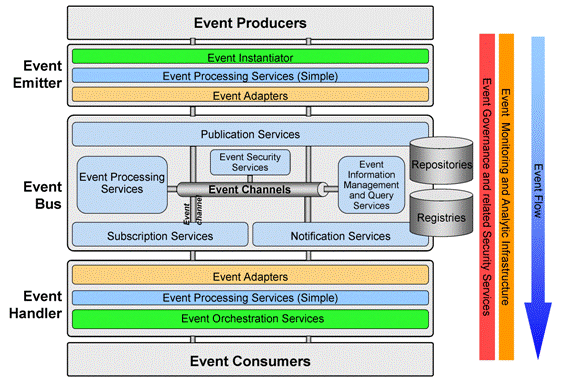 Event Producers
Event
Emitter
Event Instantiator
Event Processing Services (Simple)
Event Adapters
Event
Bus
Publication Services
Event Processing
Services
Event Security
Services
Event
Information
Management
and Query
Services
Event Channels
Event
channel
Subscription Services
Notification Services
Repositories
Registries
Event
Handler
Event Adapters
Event Processing Services (Simple)
Event Orchestration Services
Event Consumers
Event Governance and related Security Services
Event Monitoring and Analytic Infrastructure
Event Flow